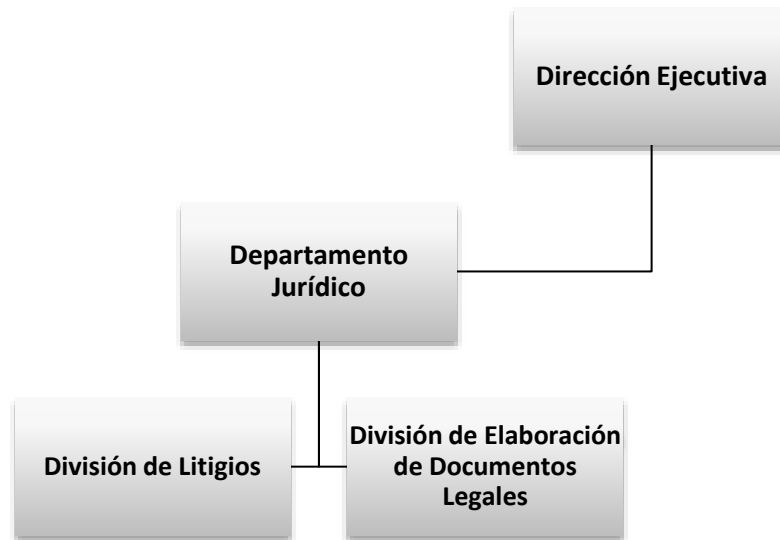 Dirección Ejecutiva
Departamento
Jurídico
División de Litigios
División de Elaboración
de Documentos
Legales